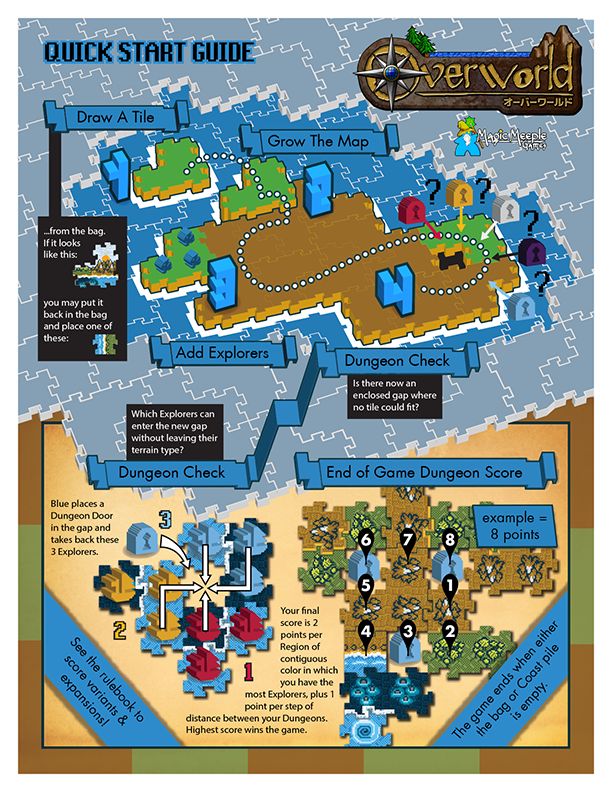 QUICK START GUIDE
Overworld
オーバーワールド
Magic Meeple
GAMES
Draw A Tile
Grow The Map
1
2
3
4
?
?
?
?
?
...from the bag.
If it looks
like this:
you may put it
back in the bag
and place one of
these:
Add Explorers
Dungeon Check
Is there now an
enclosed gap where
no tile could fit?
Which Explorers can
enter the new gap
without leaving their
terrain type?
Dungeon Check
End of Game Dungeon Score
Blue places a
Dungeon Door
in the gap and
takes back these
3 Explorers.
3
2
1
example =
8 points
6
7
8
5
1
4
3
2
Your final
score is 2
points per
Region of
contiguous
color in which
you have the
most Explorers, plus 1
point per step of
distance between your Dungeons.
Highest score wins the game.
See the rulebook to
score variants &
expansions!
The game ends when either
the bag or Coast pile
is empty.